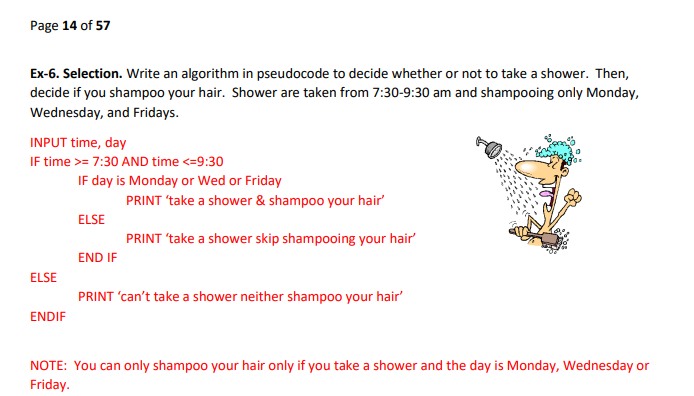 Page 14 of 57
Ex-6. Selection. Write an algorithm in pseudocode to decide whether or not to take a shower. Then,
decide if you shampoo your hair. Shower are taken from 7:30-9:30 am and shampooing only Monday,
Wednesday, and Fridays.
INPUT time, day
IF time >= 7:30 AND time <=9:30
IF day is Monday or Wed or Friday
PRINT ‘take a shower & shampoo your hair’
ELSE
PRINT ‘take a shower skip shampooing your hair’
END IF
ELSE
PRINT ‘can’t take a shower neither shampoo your hair’
ENDIF
NOTE: You can only shampoo your hair only if you take a shower and the day is Monday, Wednesday or
Friday.